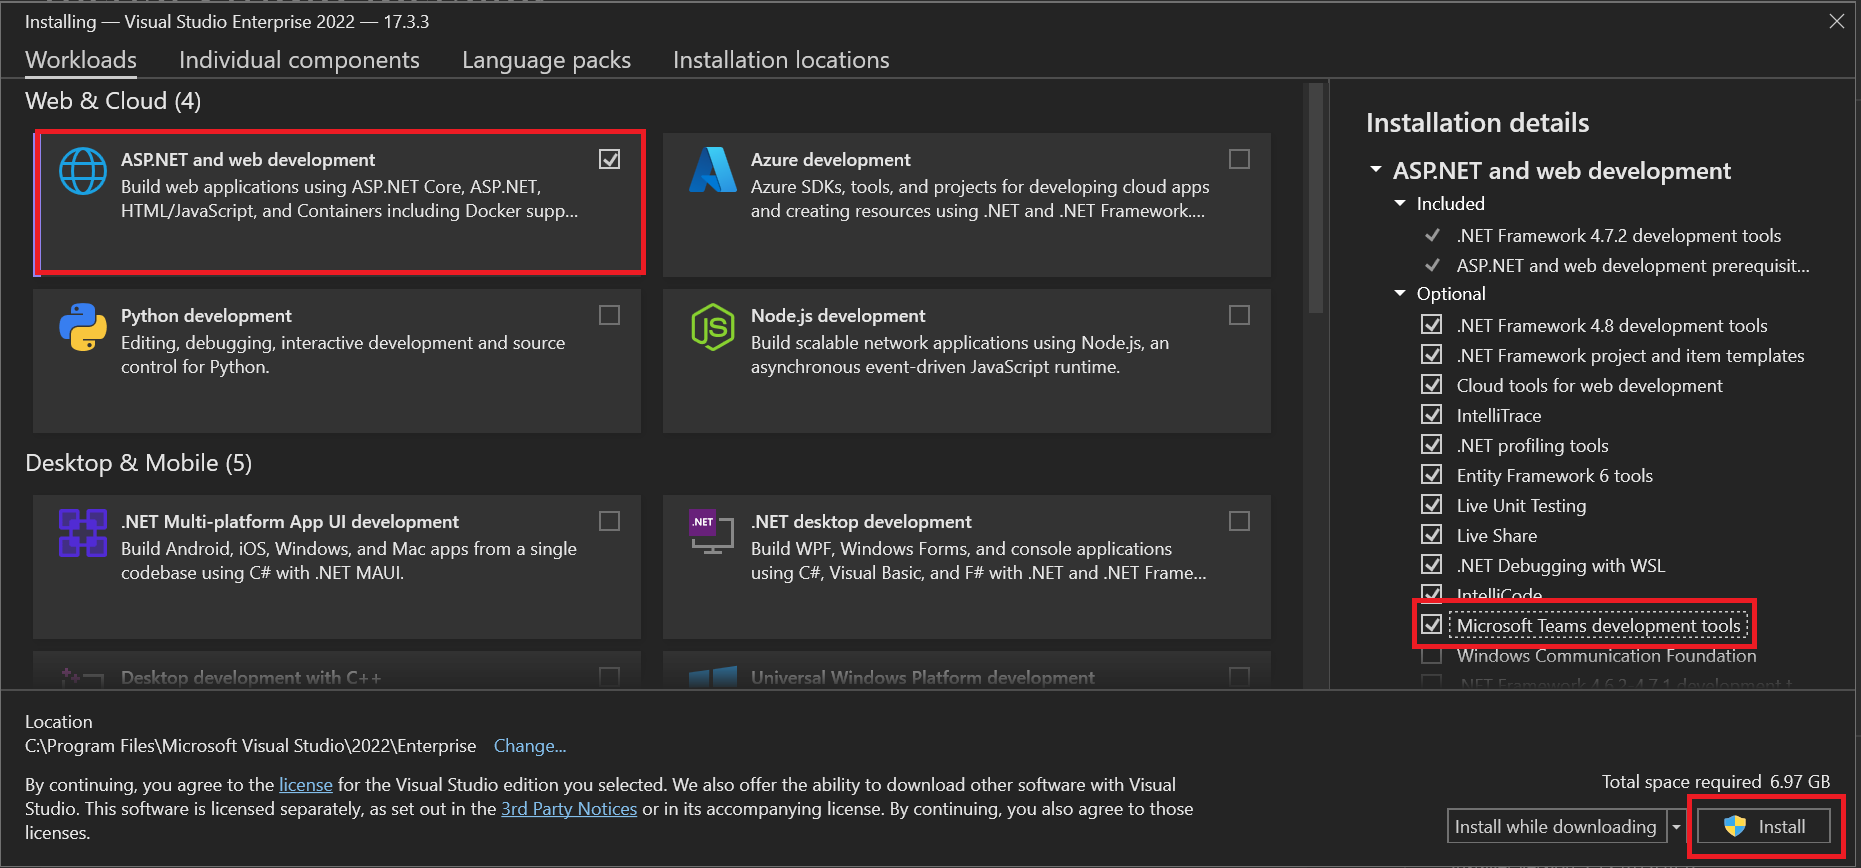 Installing — Visual Studio Enterprise 2022 — 17.3.3
Workloads
Individual components
Language packs
Installation locations
Web & Cloud (4)
ASP.NET and web development
Build web applications using ASP.NET Core, ASP.NET,
HTML/JavaScript, and Containers including Docker supp...
Azure development
Azure SDKs, tools, and projects for developing cloud apps
and creating resources using .NET and .NET Framework....
Python development
Editing, debugging, interactive development and source
control for Python.
JS
Node.js development
Build scalable network applications using Node.js, an
asynchronous event-driven JavaScript runtime.
Desktop & Mobile (5)
.NET Multi-platform App UI development
Build Android, iOS, Windows, and Mac apps from a single
codebase using C# with .NET MAUI.
.NET
.NET desktop development
Build WPF, Windows Forms, and console applications
using C#, Visual Basic, and F# with .NET and .NET Frame...
Desktop development with C++
Universal Windows Platform development
Installation details
ASP.NET and web development
Included
.NET Framework 4.7.2 development tools
ASP.NET and web development prerequisit...
Optional
.NET Framework 4.8 development tools
.NET Framework project and item templates
Cloud tools for web development
IntelliTrace
.NET profiling tools
Entity Framework 6 tools
Live Unit Testing
Live Share
.NET Debugging with WSL
IntelliCode
Microsoft Teams development tools
Windows Communication Foundation
.NET Framework 4.6.2-4.7.1 development t
Location
C:\Program Files\Microsoft Visual Studio\2022\Enterprise Change...
By continuing, you agree to the license for the Visual Studio edition you selected. We also offer the ability to download other software with Visual
Studio. This software is licensed separately, as set out in the 3rd Party Notices or in its accompanying license. By continuing, you also agree to those
licenses.
Total space required 6.97 GB
Install while downloading
Install